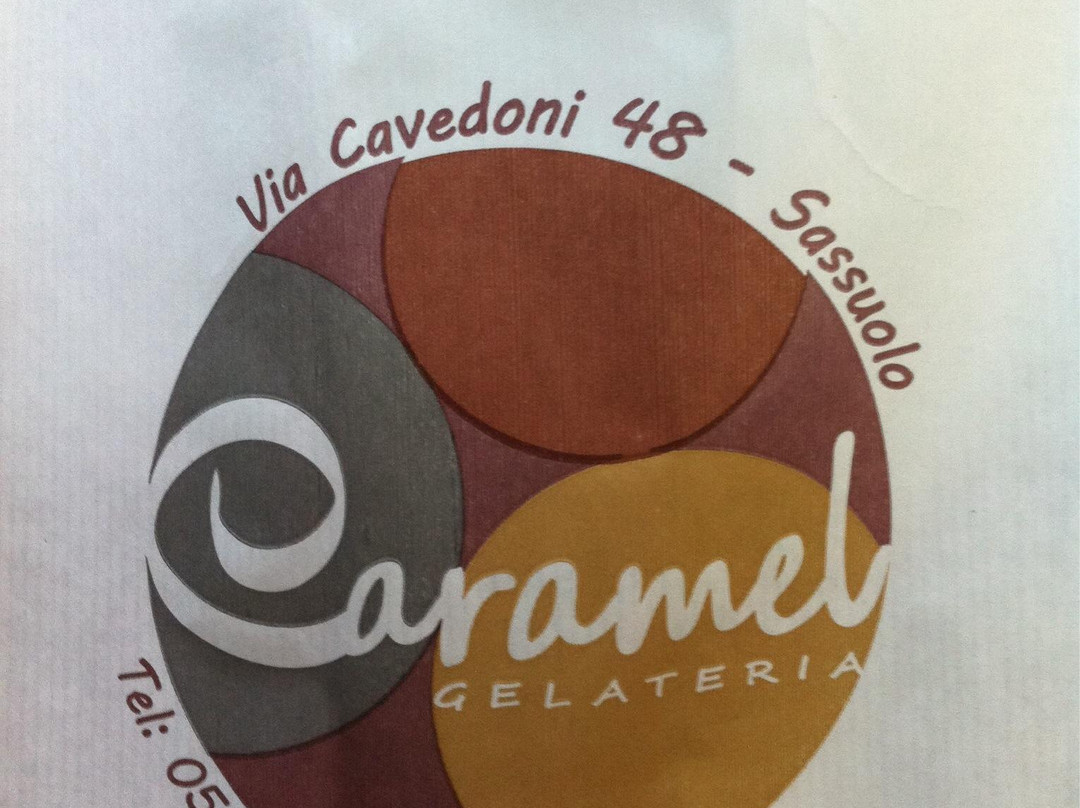 Via Cavedoni 48 - Sassuolo
Caramel
GELATERIA
Tel: 05